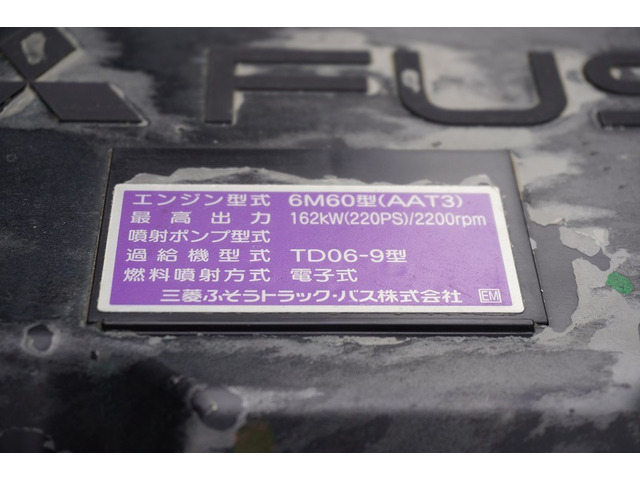 FUS
エンジン型式 6M60型(AAT3)
最高出力 162kW(220PS)/2200rpm
噴射ポンプ型式
過給機型式 TD06-9型
燃料噴射方式 電子式
三菱ふそうトラック・バス株式会社 EM